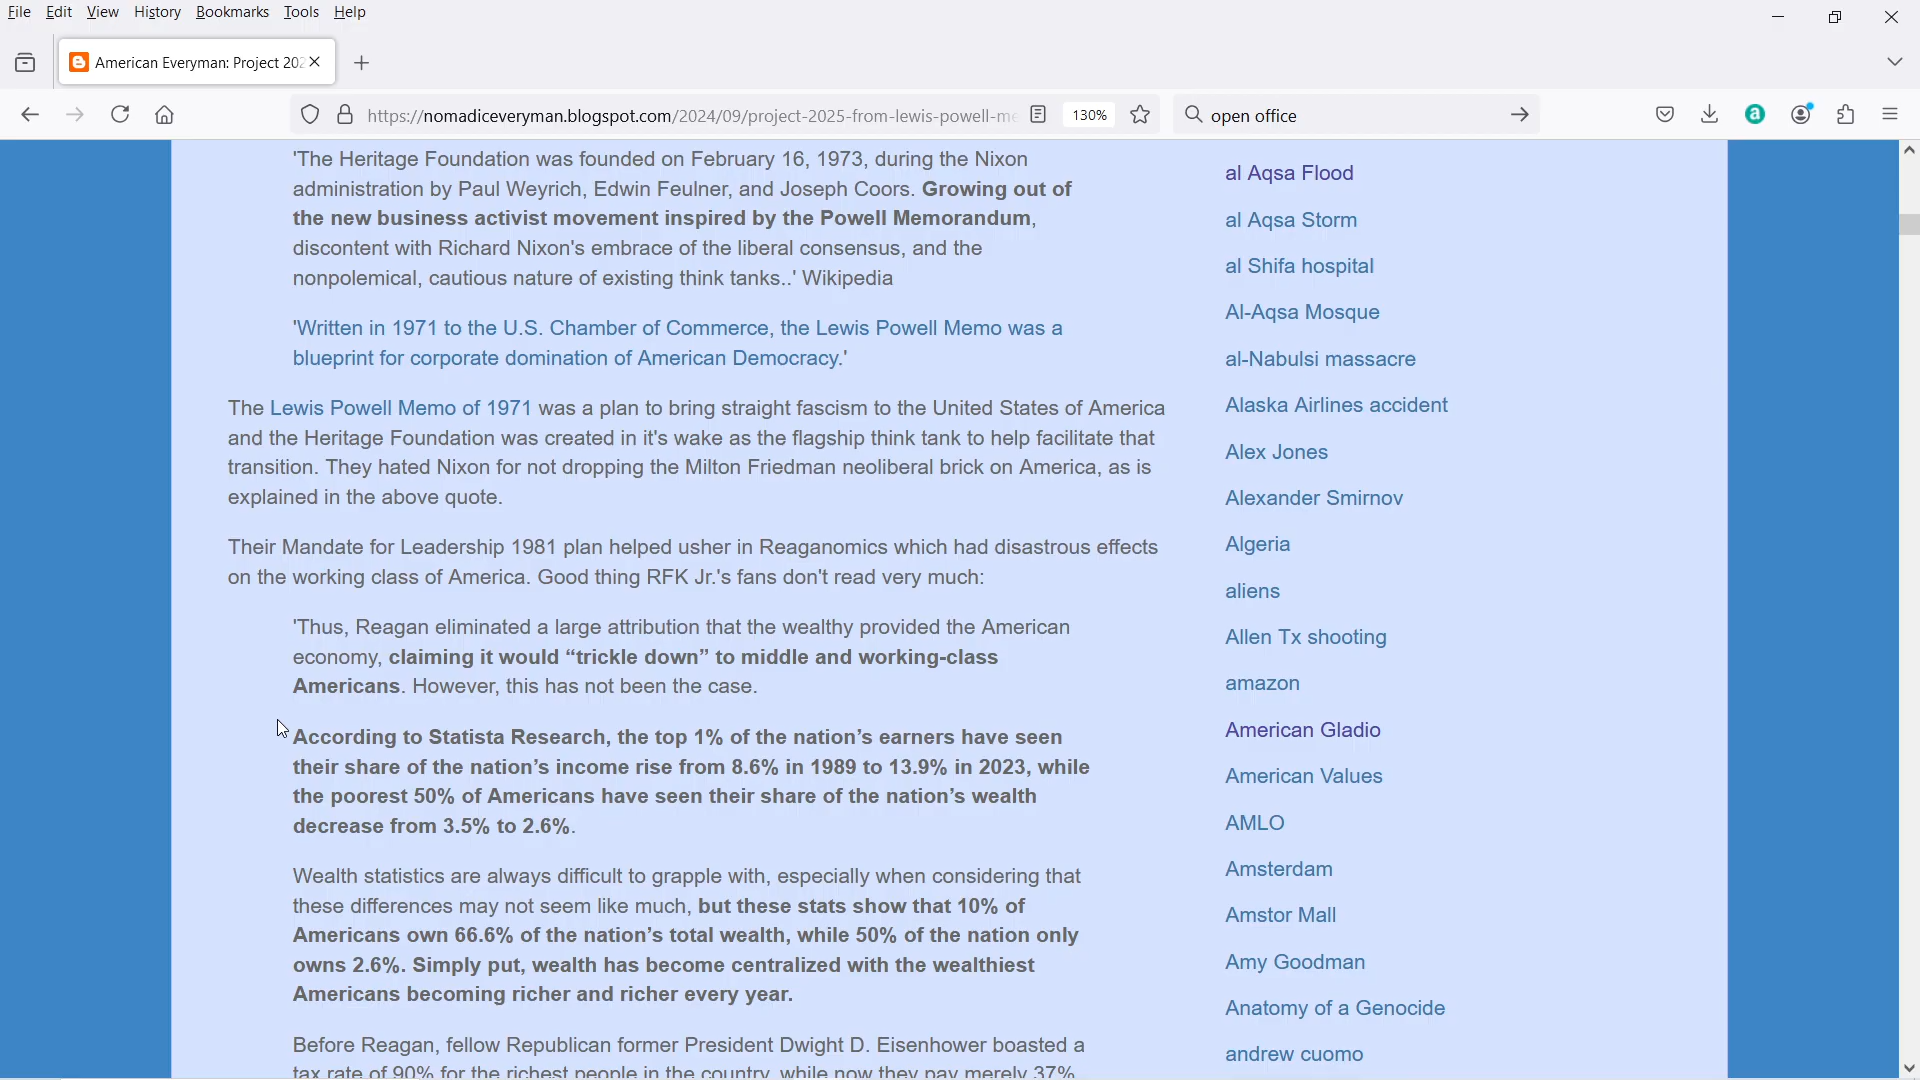 File Edit View History Bookmarks Tools Help
American Everyman: Project 202
https://nomadiceveryman.blogspot.com/2024/09/project-2025-from-lewis-powell-me
130%
open office
'The Heritage Foundation was founded on February 16, 1973, during the Nixon
administration by Paul Weyrich, Edwin Feulner, and Joseph Coors. Growing out of
the new business activist movement inspired by the Powell Memorandum,
discontent with Richard Nixon's embrace of the liberal consensus, and the
nonpolemical, cautious nature of existing think tanks..' Wikipedia
'Written in 1971 to the U.S. Chamber of Commerce, the Lewis Powell Memo was a
blueprint for corporate domination of American Democracy.'
The Lewis Powell Memo of 1971 was a plan to bring straight fascism to the United States of America
and the Heritage Foundation was created in it's wake as the flagship think tank to help facilitate that
transition. They hated Nixon for not dropping the Milton Friedman neoliberal brick on America, as is
explained in the above quote.
Their Mandate for Leadership 1981 plan helped usher in Reaganomics which had disastrous effects
on the working class of America. Good thing RFK Jr.'s fans don't read very much:
'Thus, Reagan eliminated a large attribution that the wealthy provided the American
economy, claiming it would “trickle down” to middle and working-class
Americans. However, this has not been the case.
According to Statista Research, the top 1% of the nation’s earners have seen
their share of the nation’s income rise from 8.6% in 1989 to 13.9% in 2023, while
the poorest 50% of Americans have seen their share of the nation’s wealth
decrease from 3.5% to 2.6%.
Wealth statistics are always difficult to grapple with, especially when considering that
these differences may not seem like much, but these stats show that 10% of
Americans own 66.6% of the nation’s total wealth, while 50% of the nation only
owns 2.6%. Simply put, wealth has become centralized with the wealthiest
Americans becoming richer and richer every year.
Before Reagan, fellow Republican former President Dwight D. Eisenhower boasted a
tax rate of 90% for the richest people in the country, while now they pay merely 37%.
al Aqsa Flood
al Aqsa Storm
al Shifa hospital
Al-Aqsa Mosque
al-Nabulsi massacre
Alaska Airlines accident
Alex Jones
Alexander Smirnov
Algeria
aliens
Allen Tx shooting
amazon
American Gladio
American Values
AMLO
Amsterdam
Amstor Mall
Amy Goodman
Anatomy of a Genocide
andrew cuomo